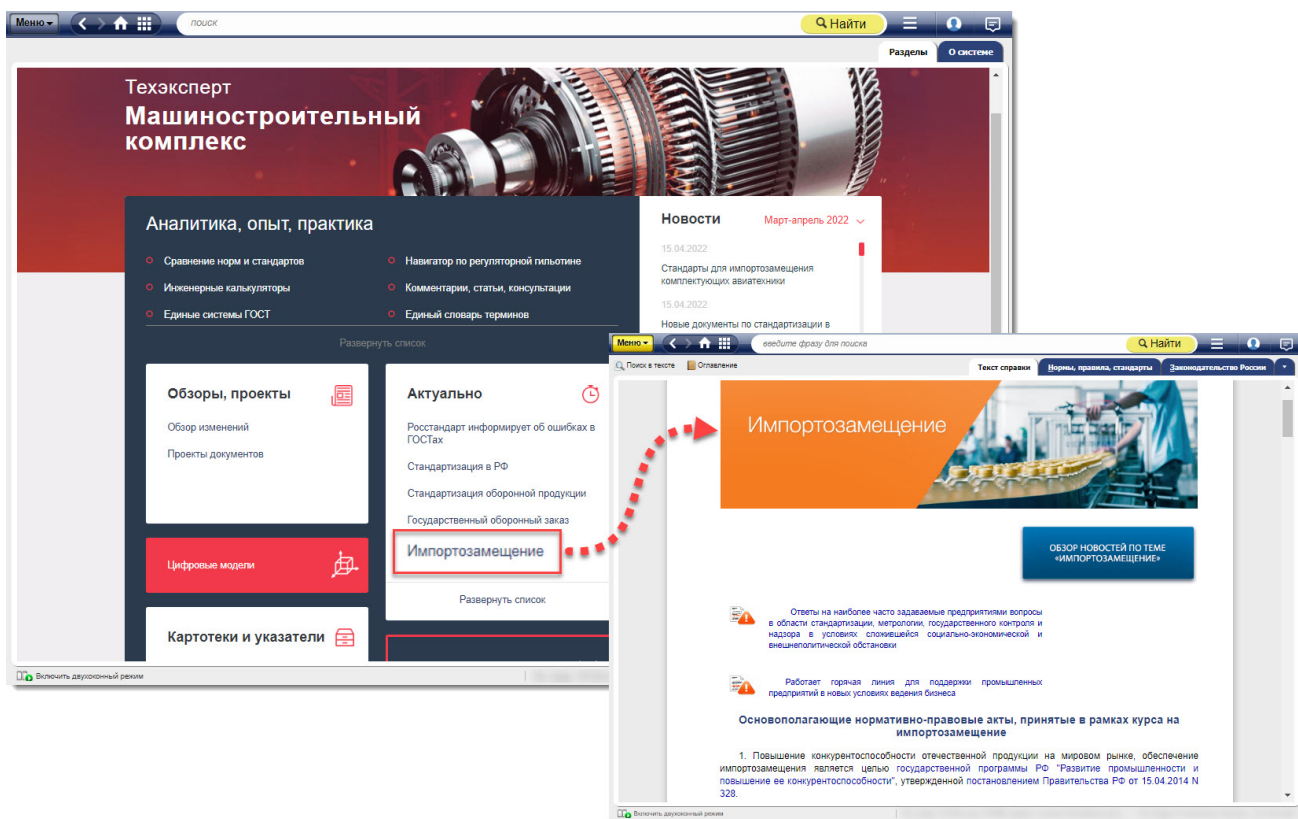 Меню
поиск
Найти
Разделы
О системе
Техэксперт
Машиностроительный
комплекс
Аналитика, опыт, практика
Сравнение норм и стандартов
Навигатор по регуляторной гильотине
Инженерные калькуляторы
Комментарии, статьи, консультации
Единые системы ГОСТ
Единый словарь терминов
Развернуть список
Новости
Март-апрель 2022
15.04.2022
Стандарты для импортозамещения
комплектующих авиатехники
15.04.2022
Новые документы по стандартизации в
Обзоры, проекты
Обзор изменений
Проекты документов
Актуально
Росстандарт информирует об ошибках в
ГОСТах
Стандартизация в РФ
Стандартизация оборонной продукции
Государственный оборонный заказ
Импортозамещение
Развернуть список
Цифровые модели
Картотеки и указатели
Включить двухоконный режим
Меню
введите фразу для поиска
Найти
Поиск в тексте
Оглавление
Текст справки
Нормы, правила, стандарты
Законодательство России
Импортозамещение
ОБЗОР НОВОСТЕЙ ПО ТЕМЕ
«ИМПОРТОЗАМЕЩЕНИЕ»
Ответы на наиболее часто задаваемые предприятиями вопросы
в области стандартизации, метрологии, государственного контроля и
надзора в условиях сложившейся социально-экономической и
внешнеполитической обстановки
Работает горячая линия для поддержки промышленных
предприятий в новых условиях ведения бизнеса
Основополагающие нормативно-правовые акты, принятые в рамках курса на
импортозамещение
1. Повышение конкурентоспособности отечественной продукции на мировом рынке, обеспечение
импортозамещения является целью государственной программы РФ "Развитие промышленности и
повышение ее конкурентоспособности", утвержденной постановлением Правительства РФ от 15.04.2014 N
328.
Включить двухоконный режим